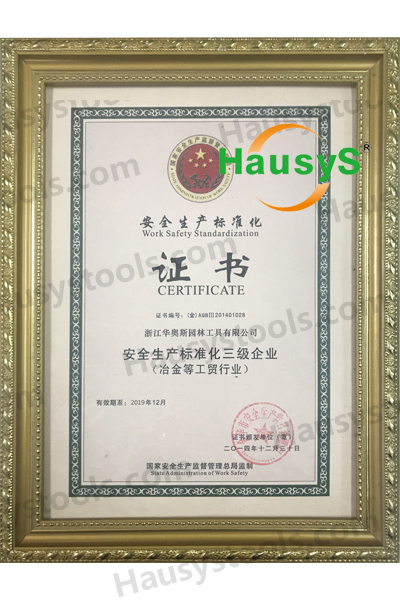 HausyS®
安全生产标准化
Work Safety Standardization
证书
CERTIFICATE
证书编号：(金)AQBⅢ201401028
浙江华奥斯园林工具有限公司
安全生产标准化三级企业
（冶金等工贸行业）
有效期至：2019年12月
证书颁发单位（章）
二〇一四年十二月三十日
国家安全生产监督管理总局监制
State Administration of Work Safety
Hausystools.com
Hausystools.com